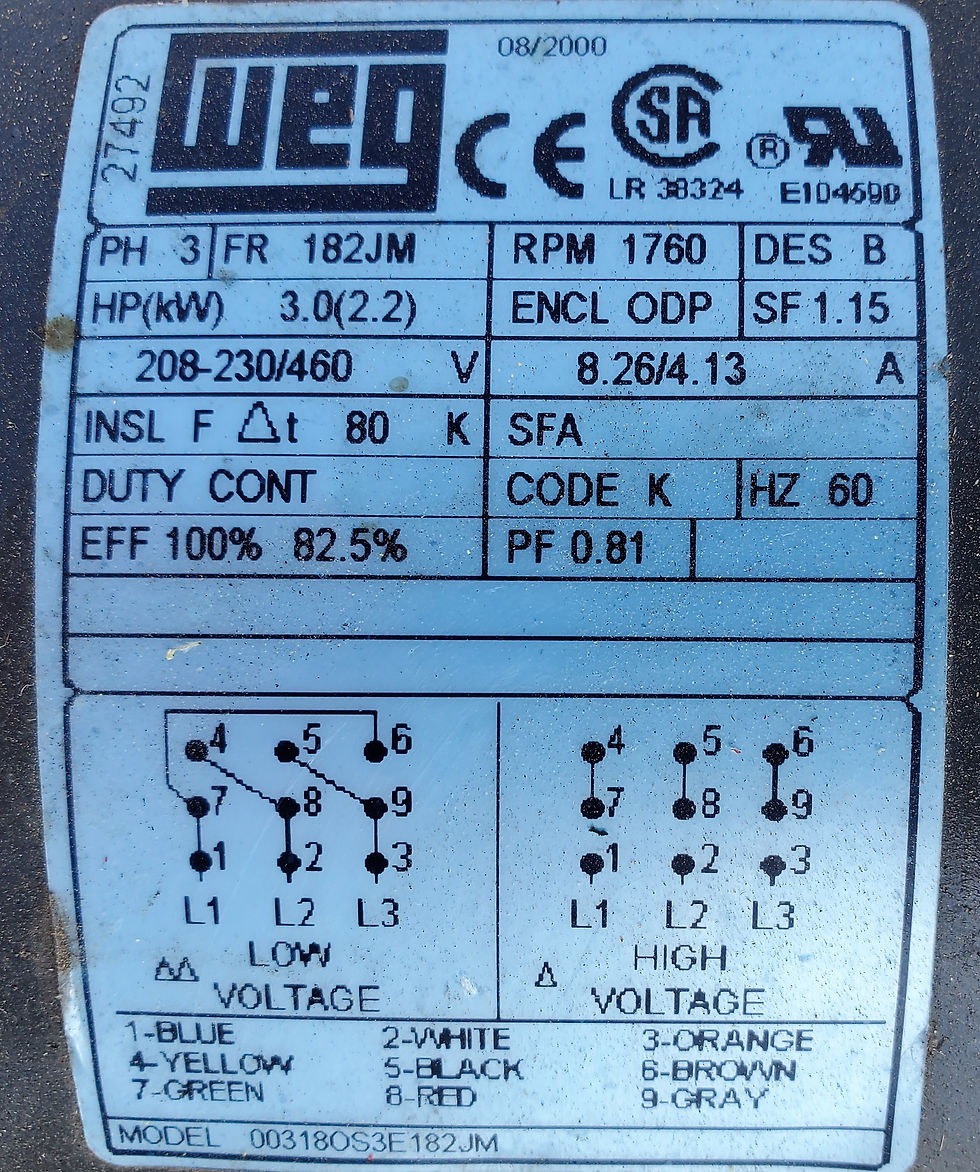 27492
weg
08/2000
CE
SA
LR 38324
® RU
E104590
PH 3 FR 182JM RPM 1760 DES B
HP(kW) 3.0(2.2) ENCL ODP SF 1.15
208-230/460 V 8.26/4.13 A
INSL F Δt 80 K SFA
DUTY CONT CODE K HZ 60
EFF 100% 82.5% PF 0.81
4 5 6 4 5 6
7 8 9 7 8 9
1 2 3 1 2 3
L1 L2 L3 L1 L2 L3
ΔΔ LOW VOLTAGE
Δ HIGH VOLTAGE
1-BLUE 2-WHITE 3-ORANGE
4-YELLOW 5-BLACK 6-BROWN
7-GREEN 8-RED 9-GRAY
MODEL 00318OS3E182JM